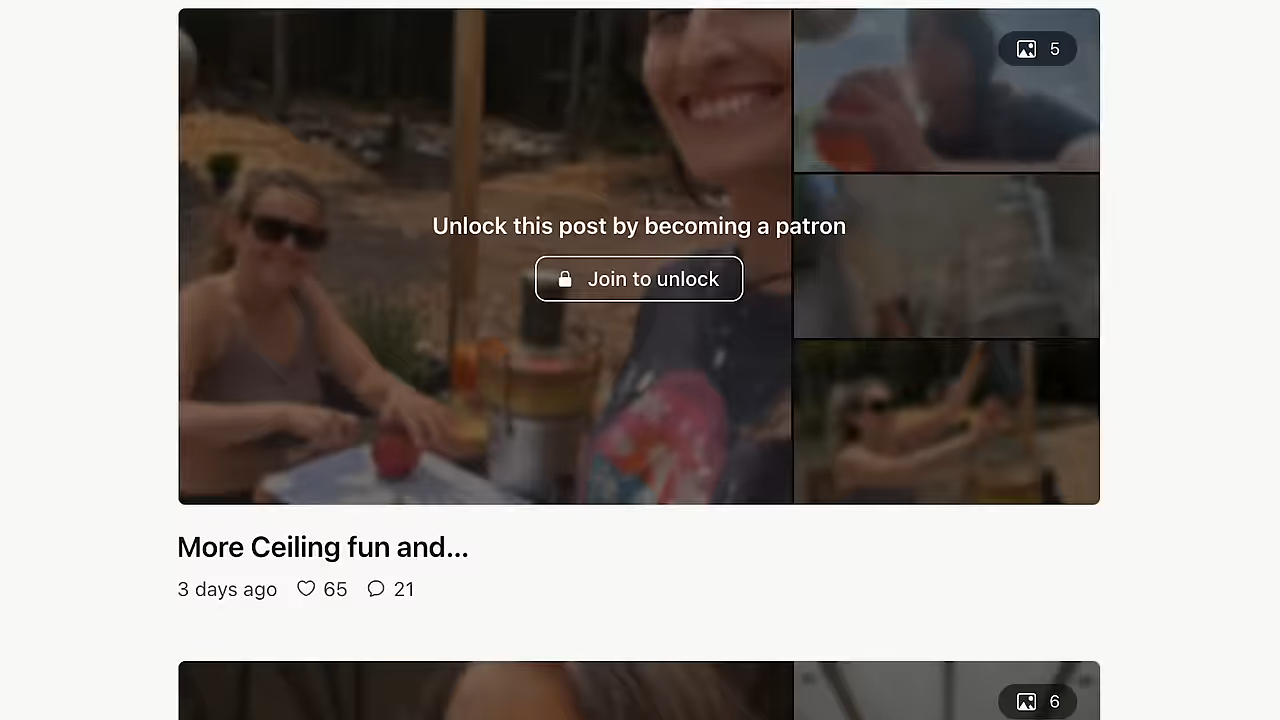 5
Unlock this post by becoming a patron
Join to unlock
More Ceiling fun and...
3 days ago 65 21
6